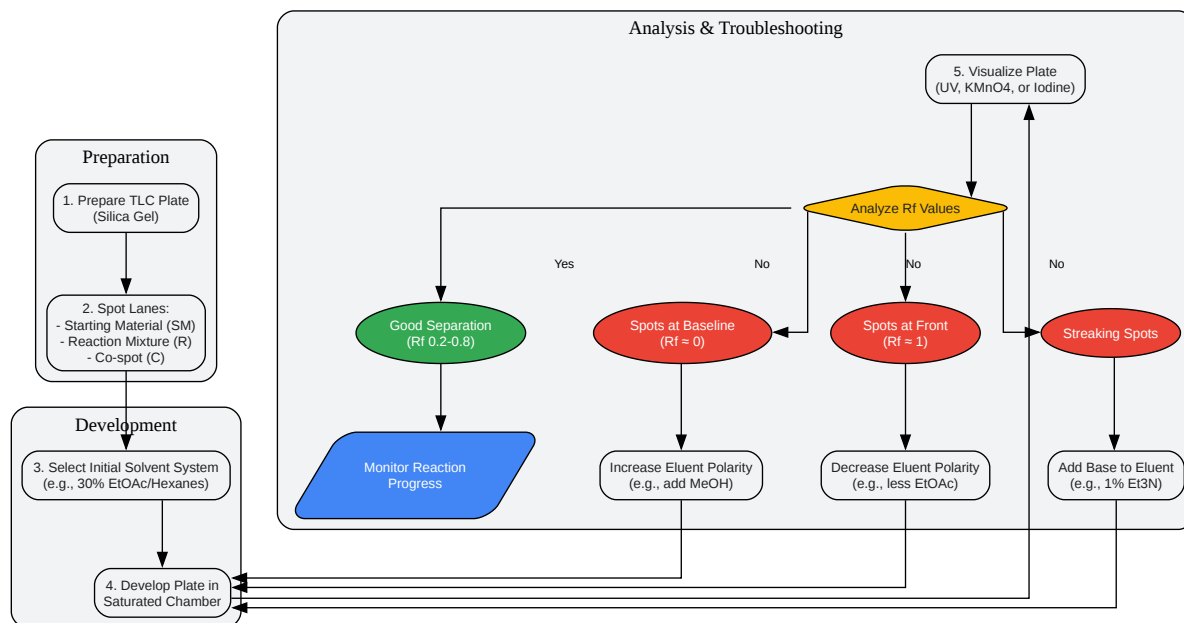 Analysis & Troubleshooting
5. Visualize Plate
(UV, KMnO4, or Iodine)
Preparation
1. Prepare TLC Plate
(Silica Gel)
Analyze Rf Values
Yes
No
No
No
2. Spot Lanes:
- Starting Material (SM)
- Reaction Mixture (R)
- Co-spot (C)
Good Separation
(Rf 0.2-0.8)
Spots at Baseline
(Rf ≈ 0)
Spots at Front
(Rf ≈ 1)
Streaking Spots
Development
3. Select Initial Solvent System
(e.g., 30% EtOAc/Hexanes)
Monitor Reaction
Progress
Increase Eluent Polarity
(e.g., add MeOH)
Decrease Eluent Polarity
(e.g., less EtOAc)
Add Base to Eluent
(e.g., 1% Et3N)
4. Develop Plate in
Saturated Chamber